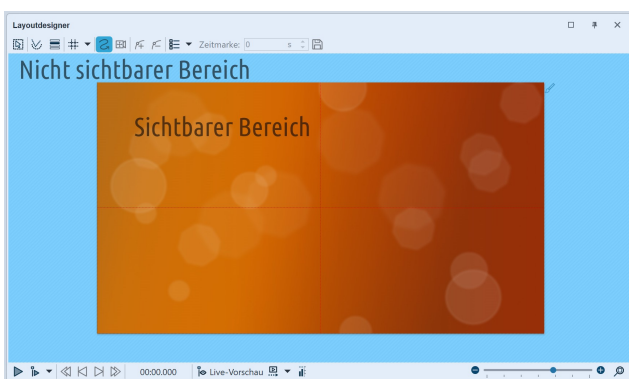 Layoutdesigner
Zeitmarke: 0 s
Nicht sichtbarer Bereich
Sichtbarer Bereich
00:00.000 Live-Vorschau